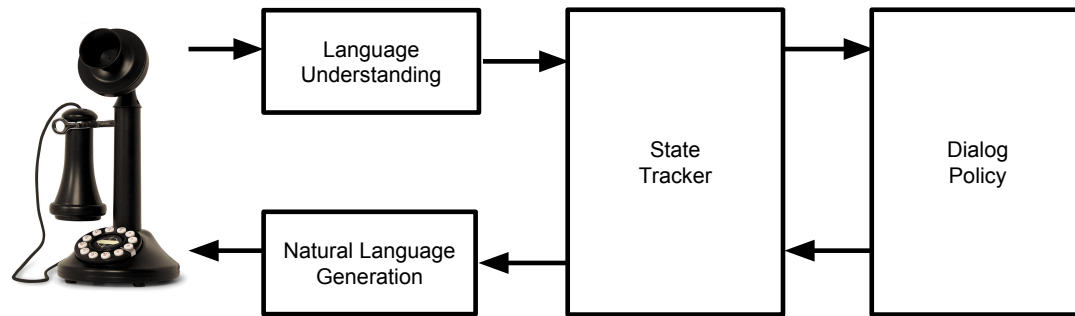 Language
Understanding
State
Tracker
Dialog
Policy
Natural Language
Generation